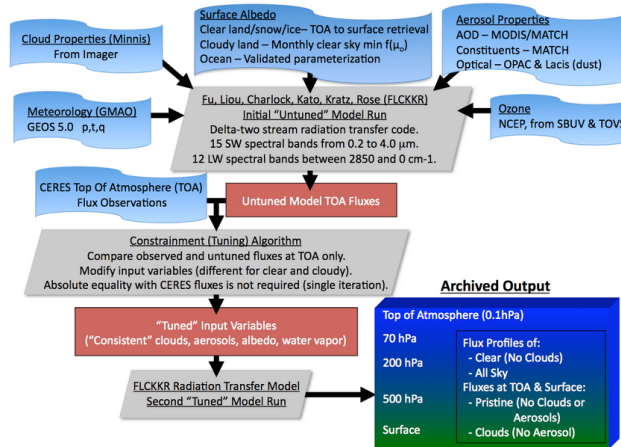 Surface Albedo
Clear land/snow/ice– TOA to surface retrieval
Cloudy land – Monthly clear sky min f(μo)
Ocean – Validated parameterization
Aerosol Properties
AOD – MODIS/MATCH
Constituents – MATCH
Optical – OPAC & Lacis (dust)
Cloud Properties (Minnis)
From Imager
Meteorology (GMAO)
GEOS 5.0 p,t,q
Fu, Liou, Charlock, Kato, Kratz, Rose (FLCKKR)
Initial “Untuned” Model Run
Delta-two stream radiation transfer code.
15 SW spectral bands from 0.2 to 4.0 μm.
12 LW spectral bands between 2850 and 0 cm-1.
Ozone
NCEP, from SBUV & TOVS
CERES Top Of Atmosphere (TOA)
Flux Observations
Untuned Model TOA Fluxes
Constrainment (Tuning) Algorithm
Compare observed and untuned fluxes at TOA only.
Modify input variables (different for clear and cloudy).
Absolute equality with CERES fluxes is not required (single iteration).
“Tuned” Input Variables
(“Consistent” clouds, aerosols, albedo, water vapor)
FLCKKR Radiation Transfer Model
Second “Tuned” Model Run
Archived Output
Top of Atmosphere (0.1hPa)
70 hPa
200 hPa
500 hPa
Surface
Flux Profiles of:
- Clear (No Clouds)
- All Sky
Fluxes at TOA & Surface:
- Pristine (No Clouds or
Aerosols)
- Clouds (No Aerosol)